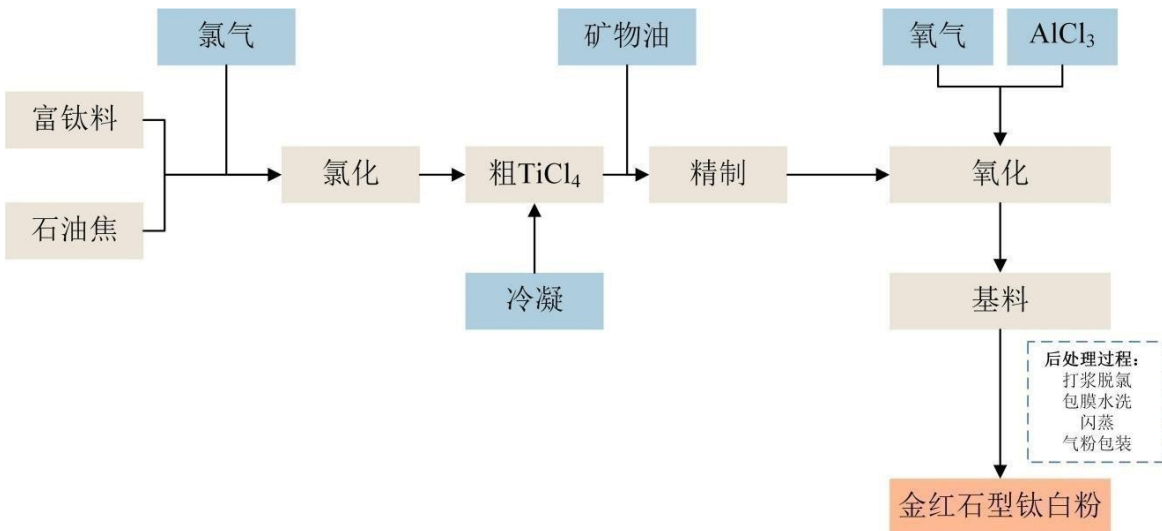 氯气
矿物油
氧气
AlCl₃
富钛料
石油焦
氯化
粗TiCl₄
精制
氧化
冷凝
基料
后处理过程:
打浆脱氯
包膜水洗
闪蒸
气粉包装
金红石型钛白粉